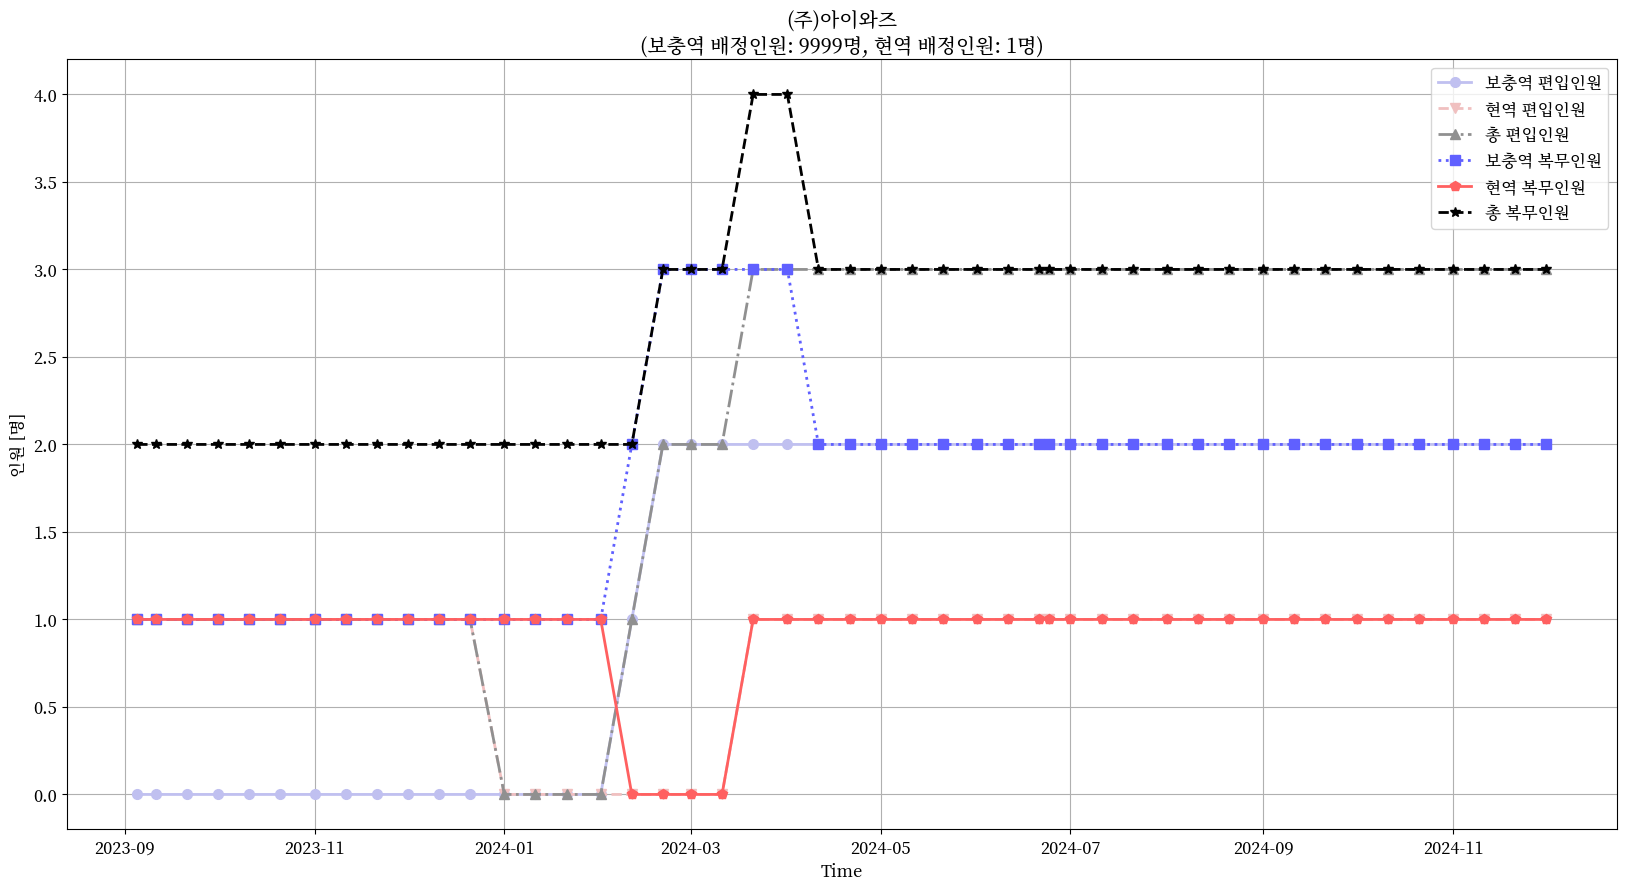 (주)아이와즈
(보충역 배정인원: 9999명, 현역 배정인원: 1명)
보충역 편입인원
현역 편입인원
총 편입인원
보충역 복무인원
현역 복무인원
총 복무인원
인원 [명]
4.0
3.5
3.0
2.5
2.0
1.5
1.0
0.5
0.0
2023-09
2023-11
2024-01
2024-03
2024-05
2024-07
2024-09
2024-11
Time